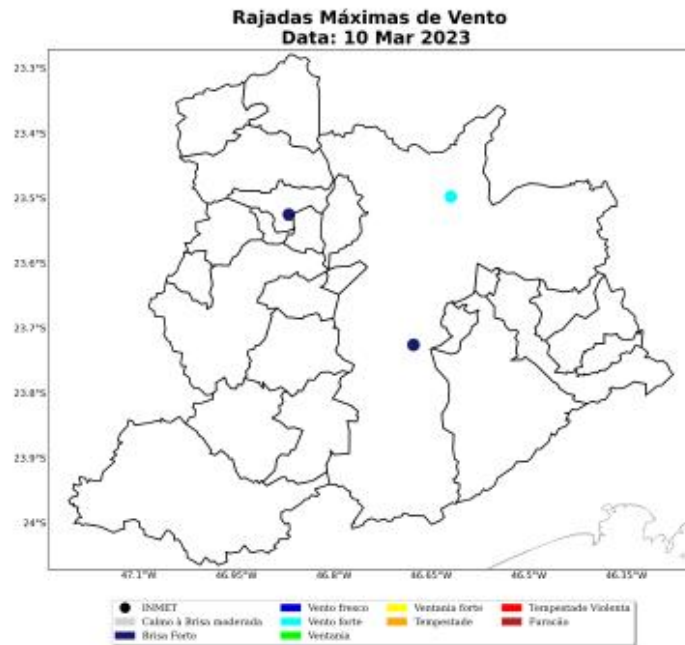 Rajadas Máximas de Vento
Data: 10 Mar 2023
23.3°S
23.4°S
23.5°S
23.6°S
23.7°S
23.8°S
23.9°S
24°S
47.1°W 46.95°W 46.8°W 46.65°W 46.5°W 46.35°W
INMET Vento fresco Ventania forte Tempestade Violenta
Calmo à Brisa moderada Vento forte Tempestade Furacão
Brisa Forto Ventania